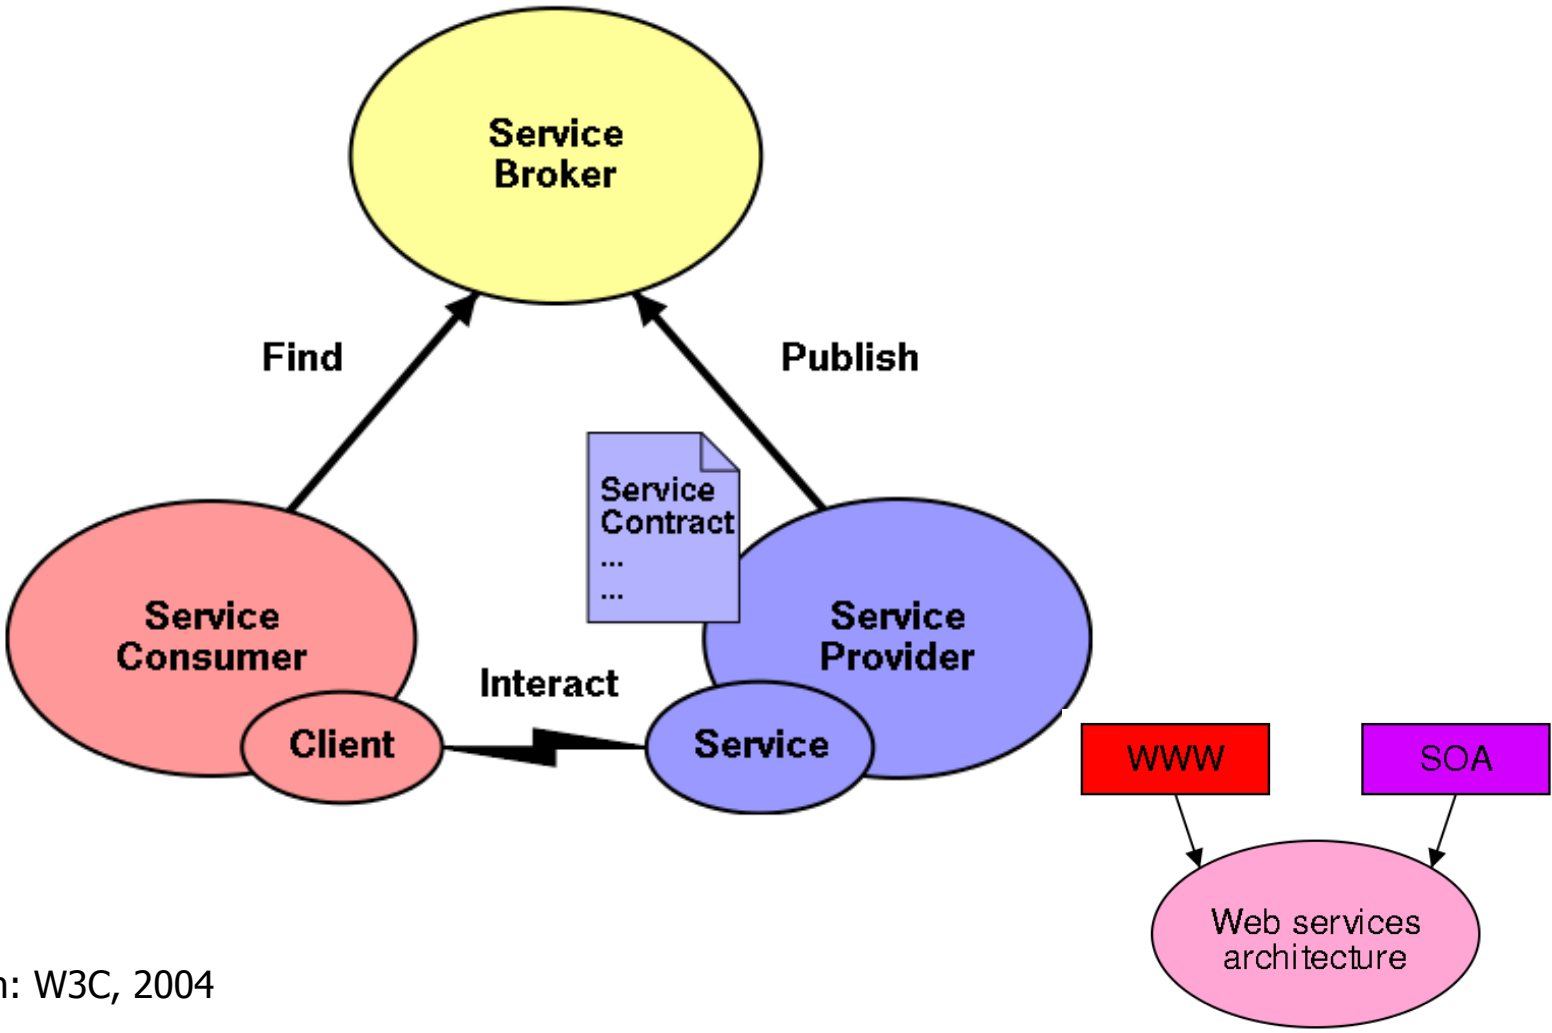 Service
Broker
Find
Publish
Service
Contract
...
...
Service
Consumer
Service
Provider
Interact
Client
Service
WWW
SOA
Web services
architecture
: W3C, 2004